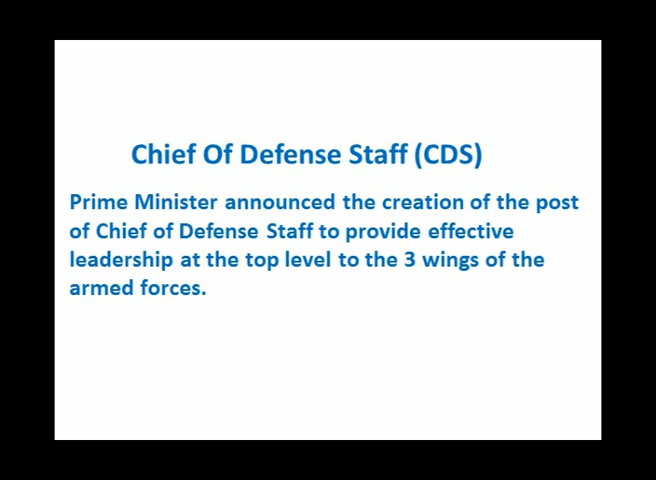 Chief Of Defense Staff (CDS)
Prime Minister announced the creation of the post
of Chief of Defense Staff to provide effective
leadership at the top level to the 3 wings of the
armed forces.